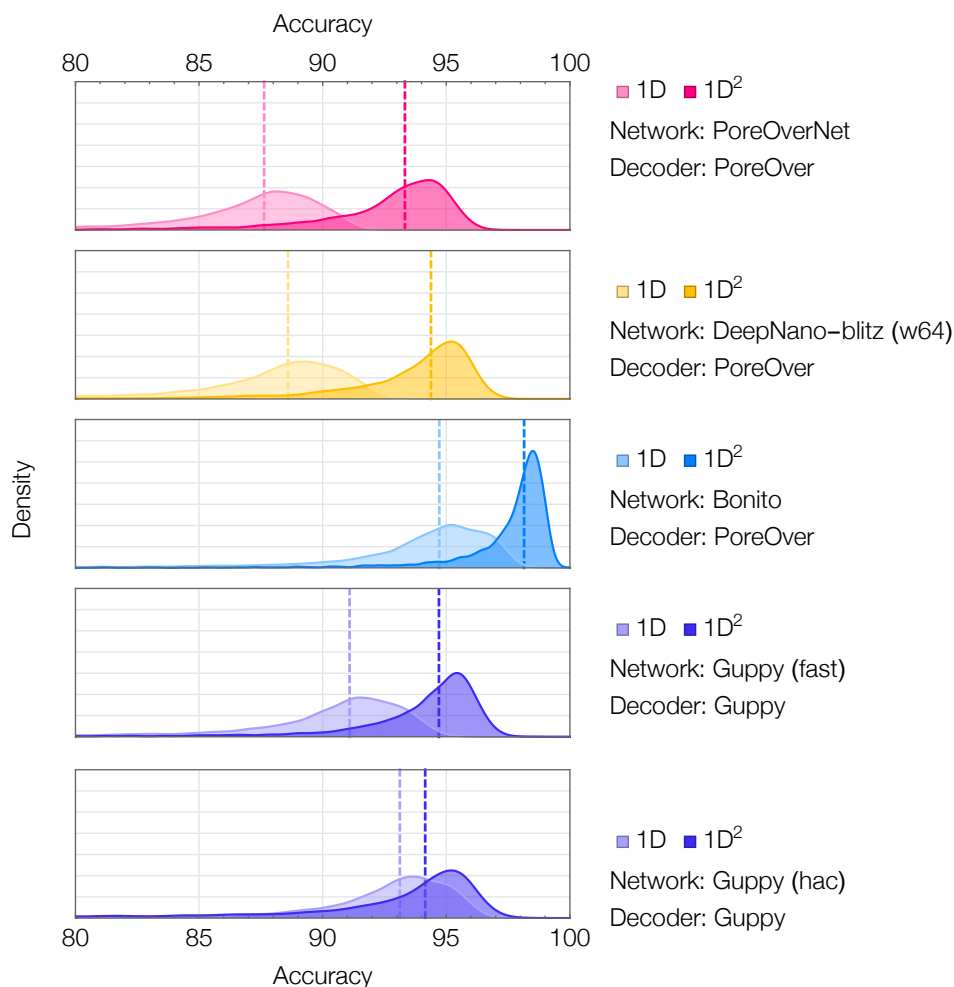 Accuracy
80 85 90 95 100
1D 1D²
Network: PoreOverNet
Decoder: PoreOver
1D 1D²
Network: DeepNano−blitz (w64)
Decoder: PoreOver
1D 1D²
Network: Bonito
Decoder: PoreOver
Density
1D 1D²
Network: Guppy (fast)
Decoder: Guppy
1D 1D²
Network: Guppy (hac)
Decoder: Guppy
80 85 90 95 100
Accuracy